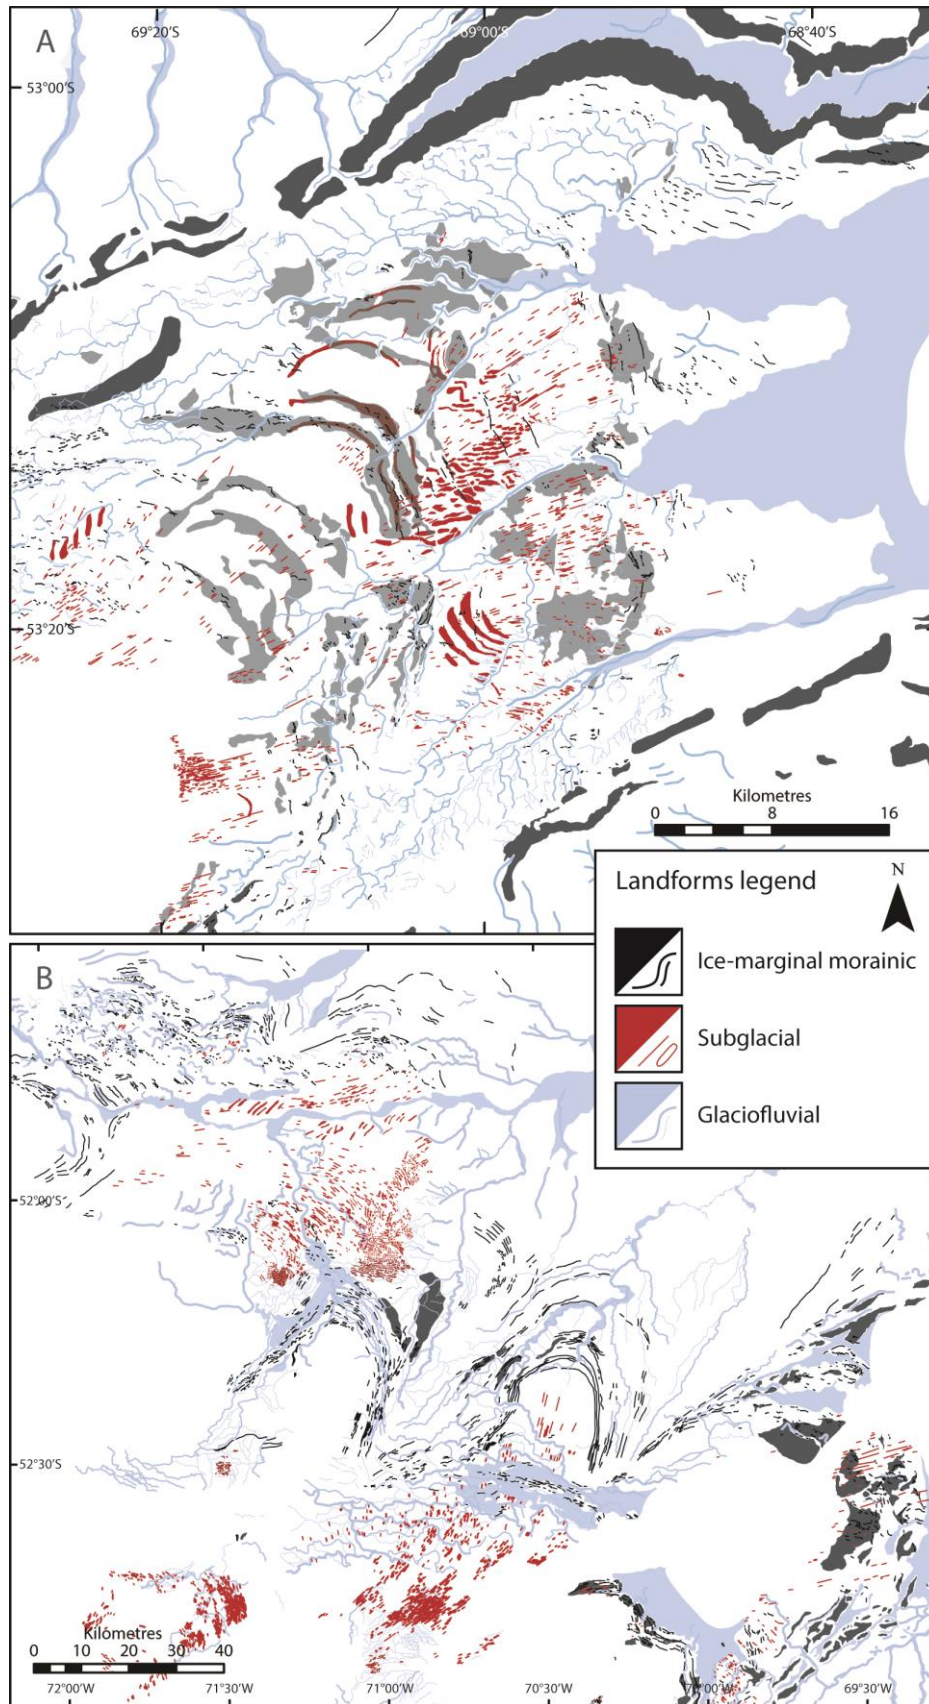 A
69°20'S
69°00'S
68°40'S
53°00'S
53°20'S
Kilometres
0 8 16
Landforms legend
N
Ice-marginal morainic
Subglacial
Glaciofluvial
B
52°00'S
52°30'S
Kilometres
0 10 20 30 40
72°00'W
71°30'W
71°00'W
70°30'W
70°00'W
69°30'W